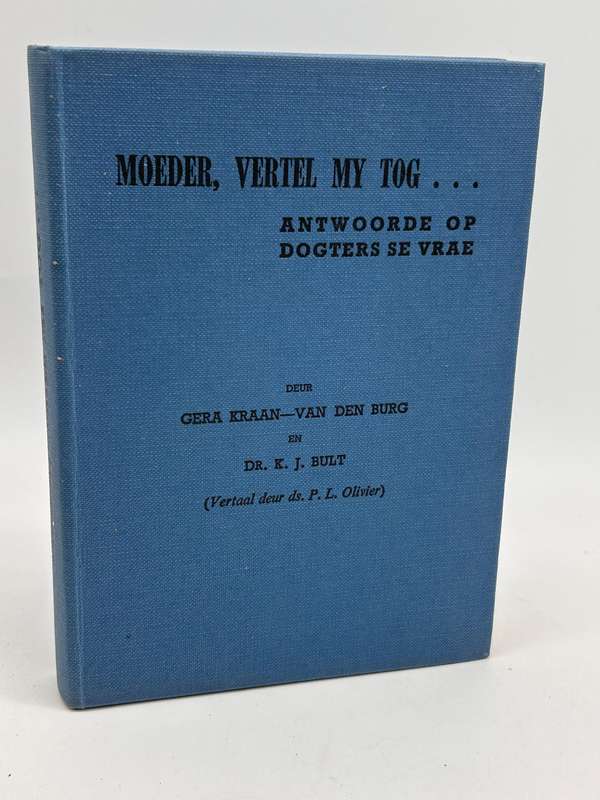 MOEDER, VERTEL MY TOG . . .
ANTWOORDE OP
DOGTERS SE VRAE
DEUR
GERA KRAAN—VAN DEN BURG
EN
DR. K. J. BULT
(Vertaal deur ds. P. L. Olivier)